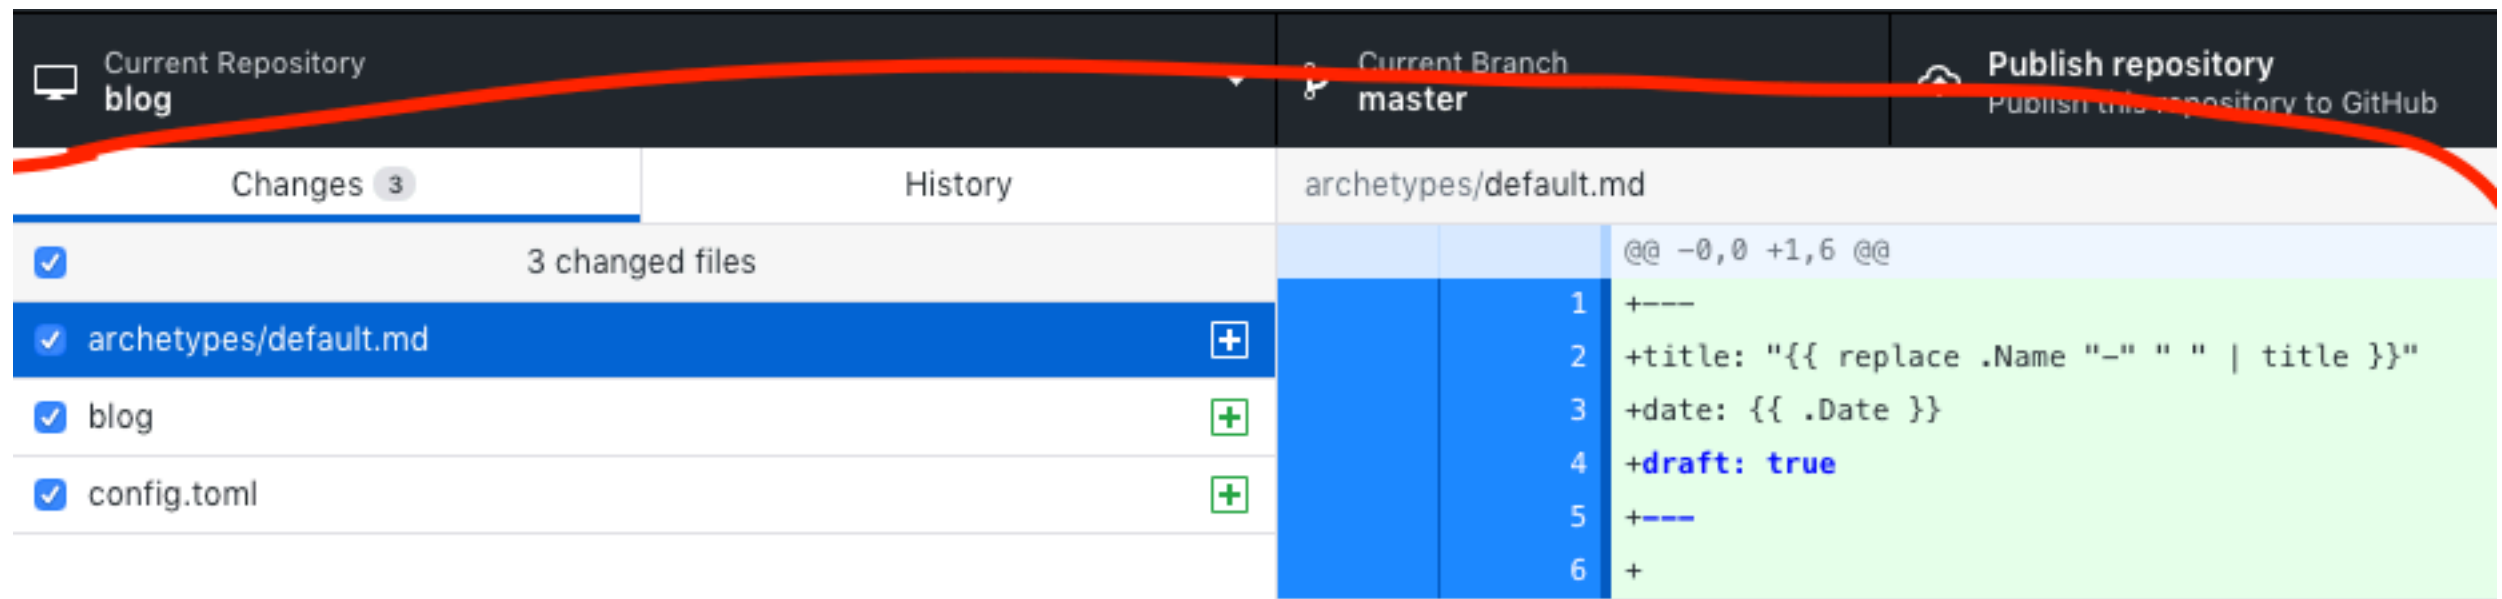 Current Repository
blog
Current Branch
master
Publish repository
Publish this repository to GitHub
Changes 3
History
archetypes/default.md
3 changed files
archetypes/default.md
blog
config.toml
@@ -0,0 +1,6 @@
1 +---
2 +title: "{{ replace .Name "-" " " | title }}"
3 +date: {{ .Date }}
4 +draft: true
5 +---
6 +